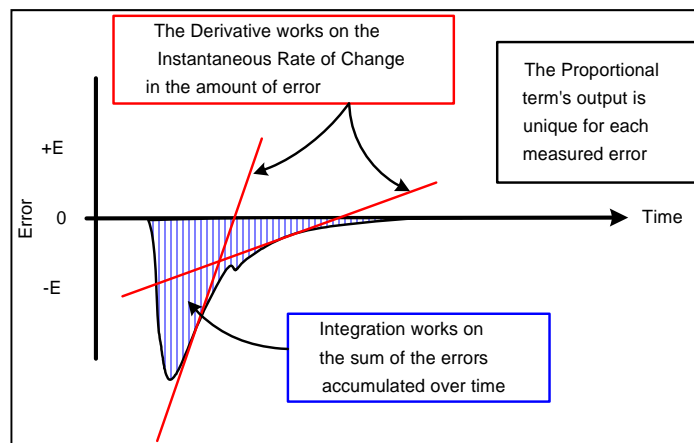 The Derivative works on the
Instantaneous Rate of Change
in the amount of error
The Proportional
term's output is
unique for each
measured error
+E
0
-E
Error
Time
Integration works on
the sum of the errors
accumulated over time